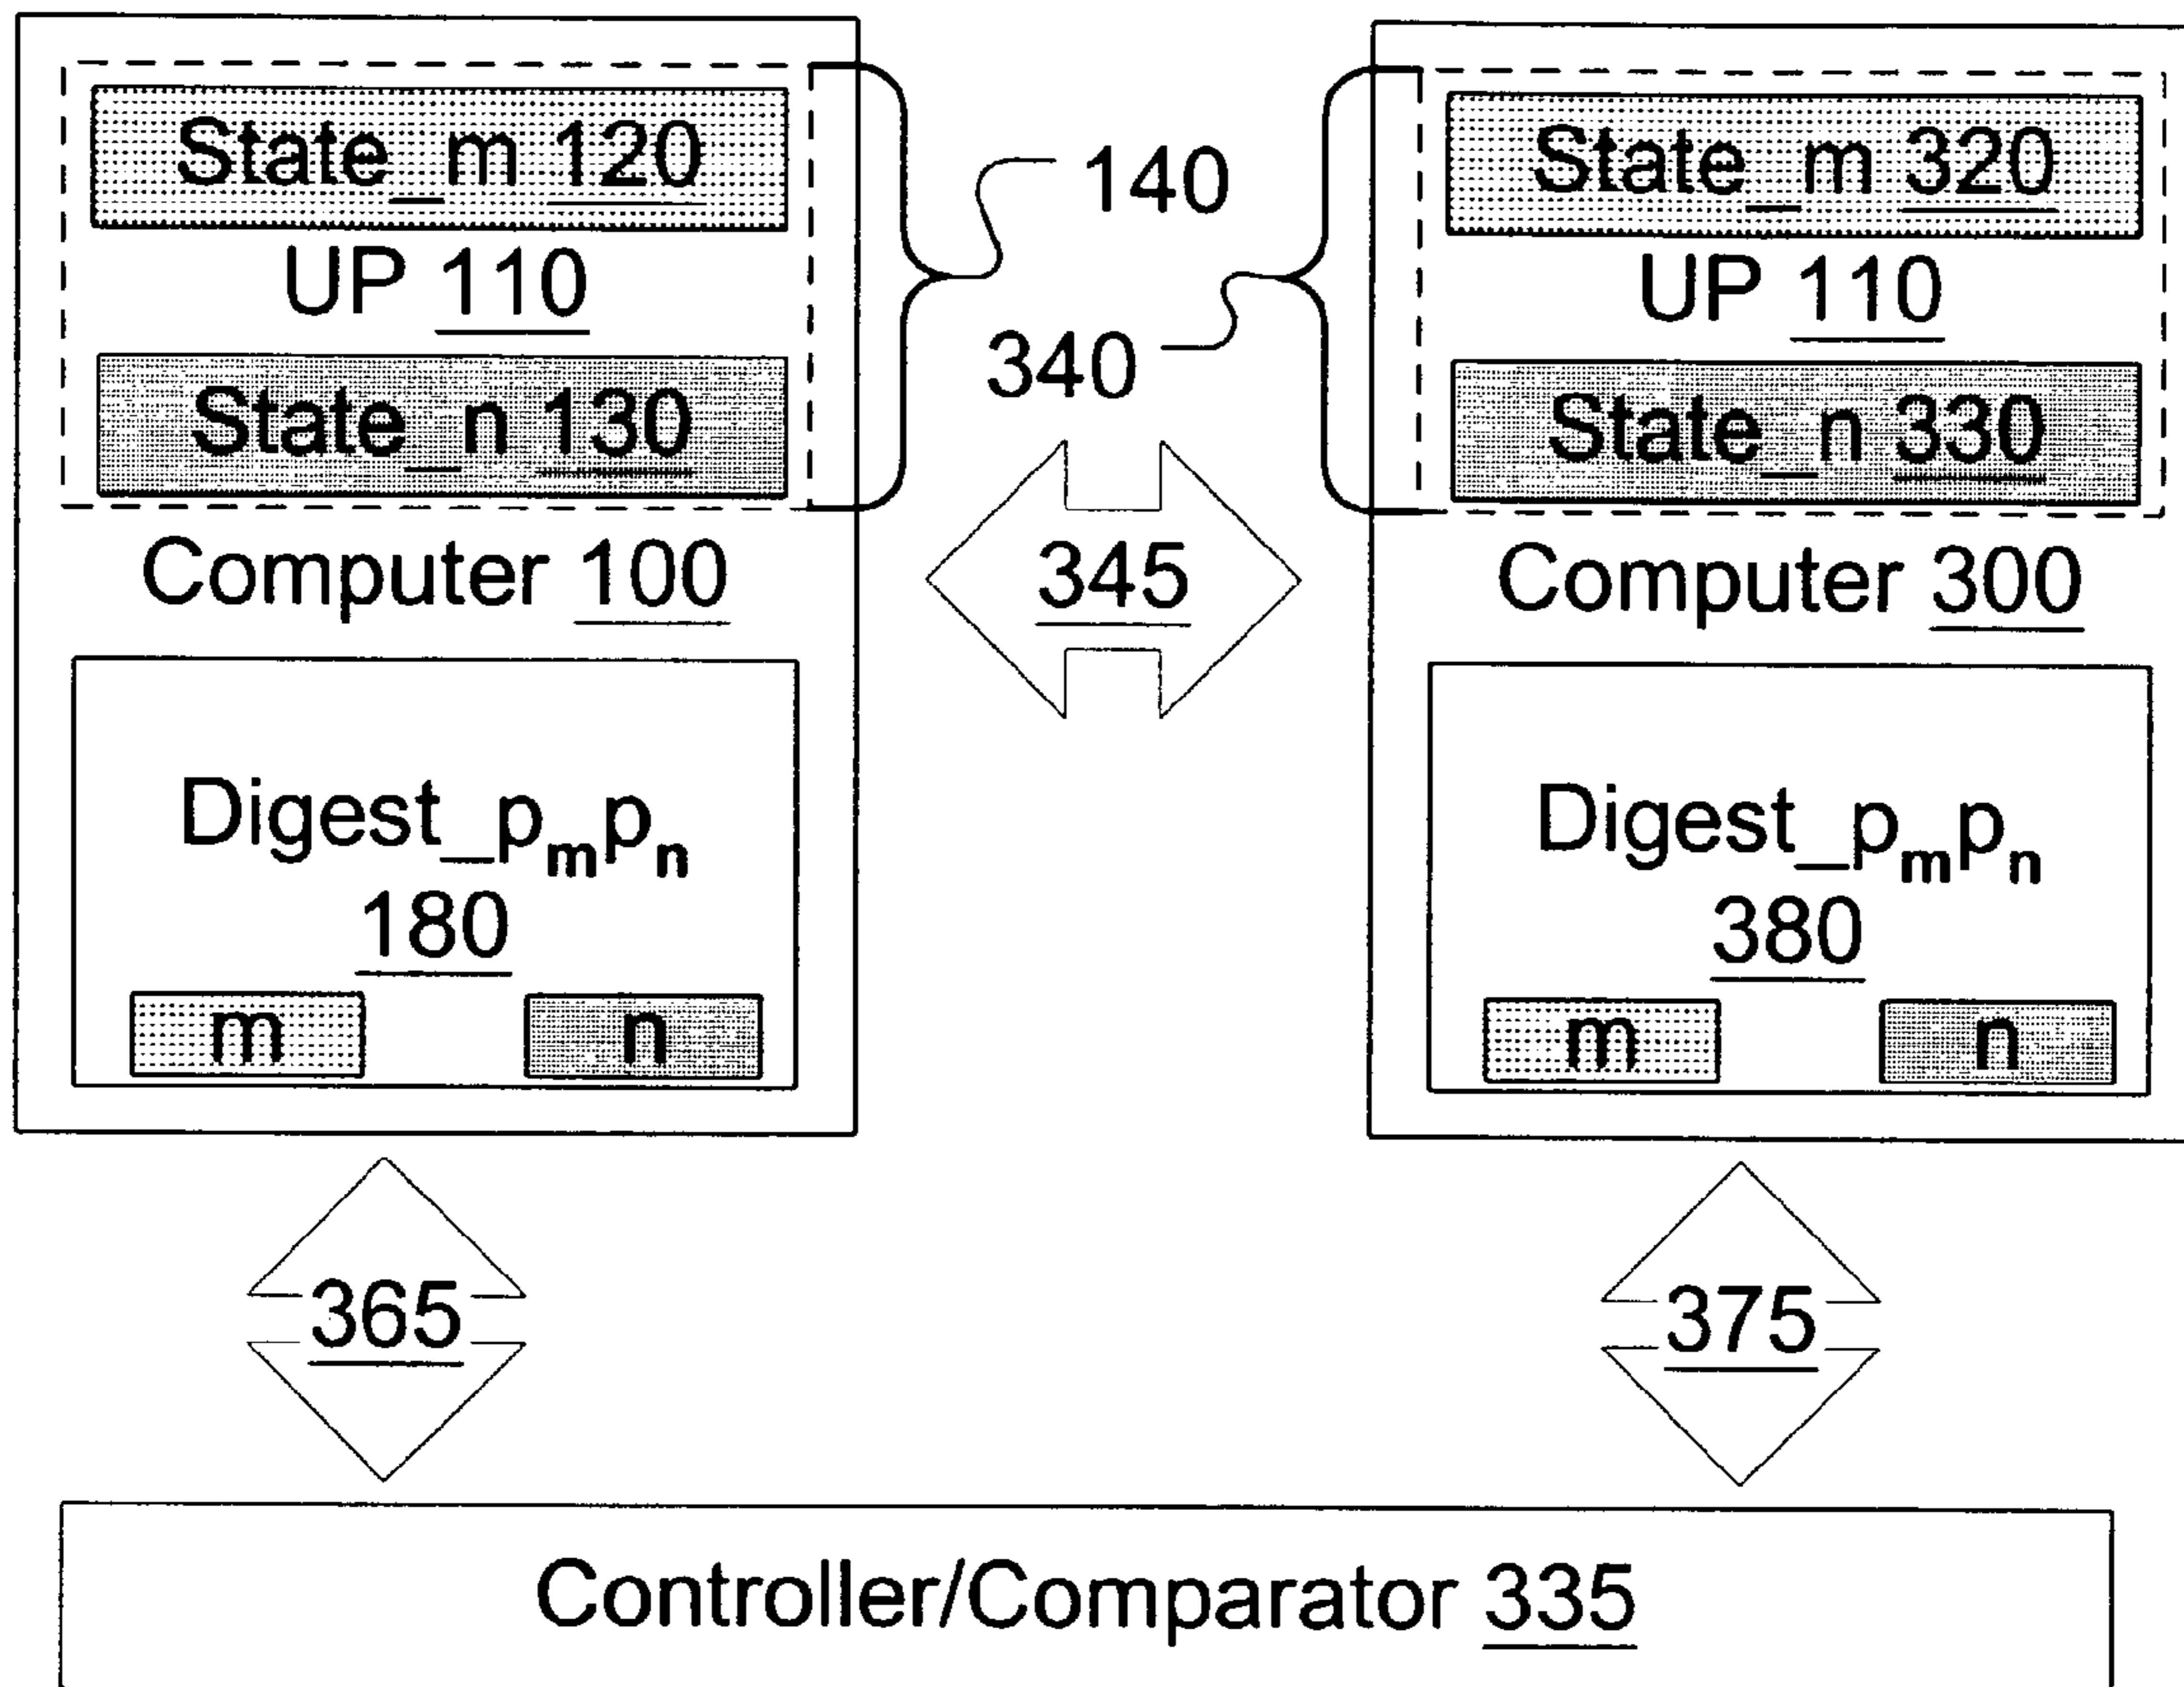 State_m 120
UP 110
State_n 130
Computer 100
Digest_pmpn
180
m
n
140
340
345
State_m 320
UP 110
State_n 330
Computer 300
Digest_pmpn
380
m
n
365
375
Controller/Comparator 335